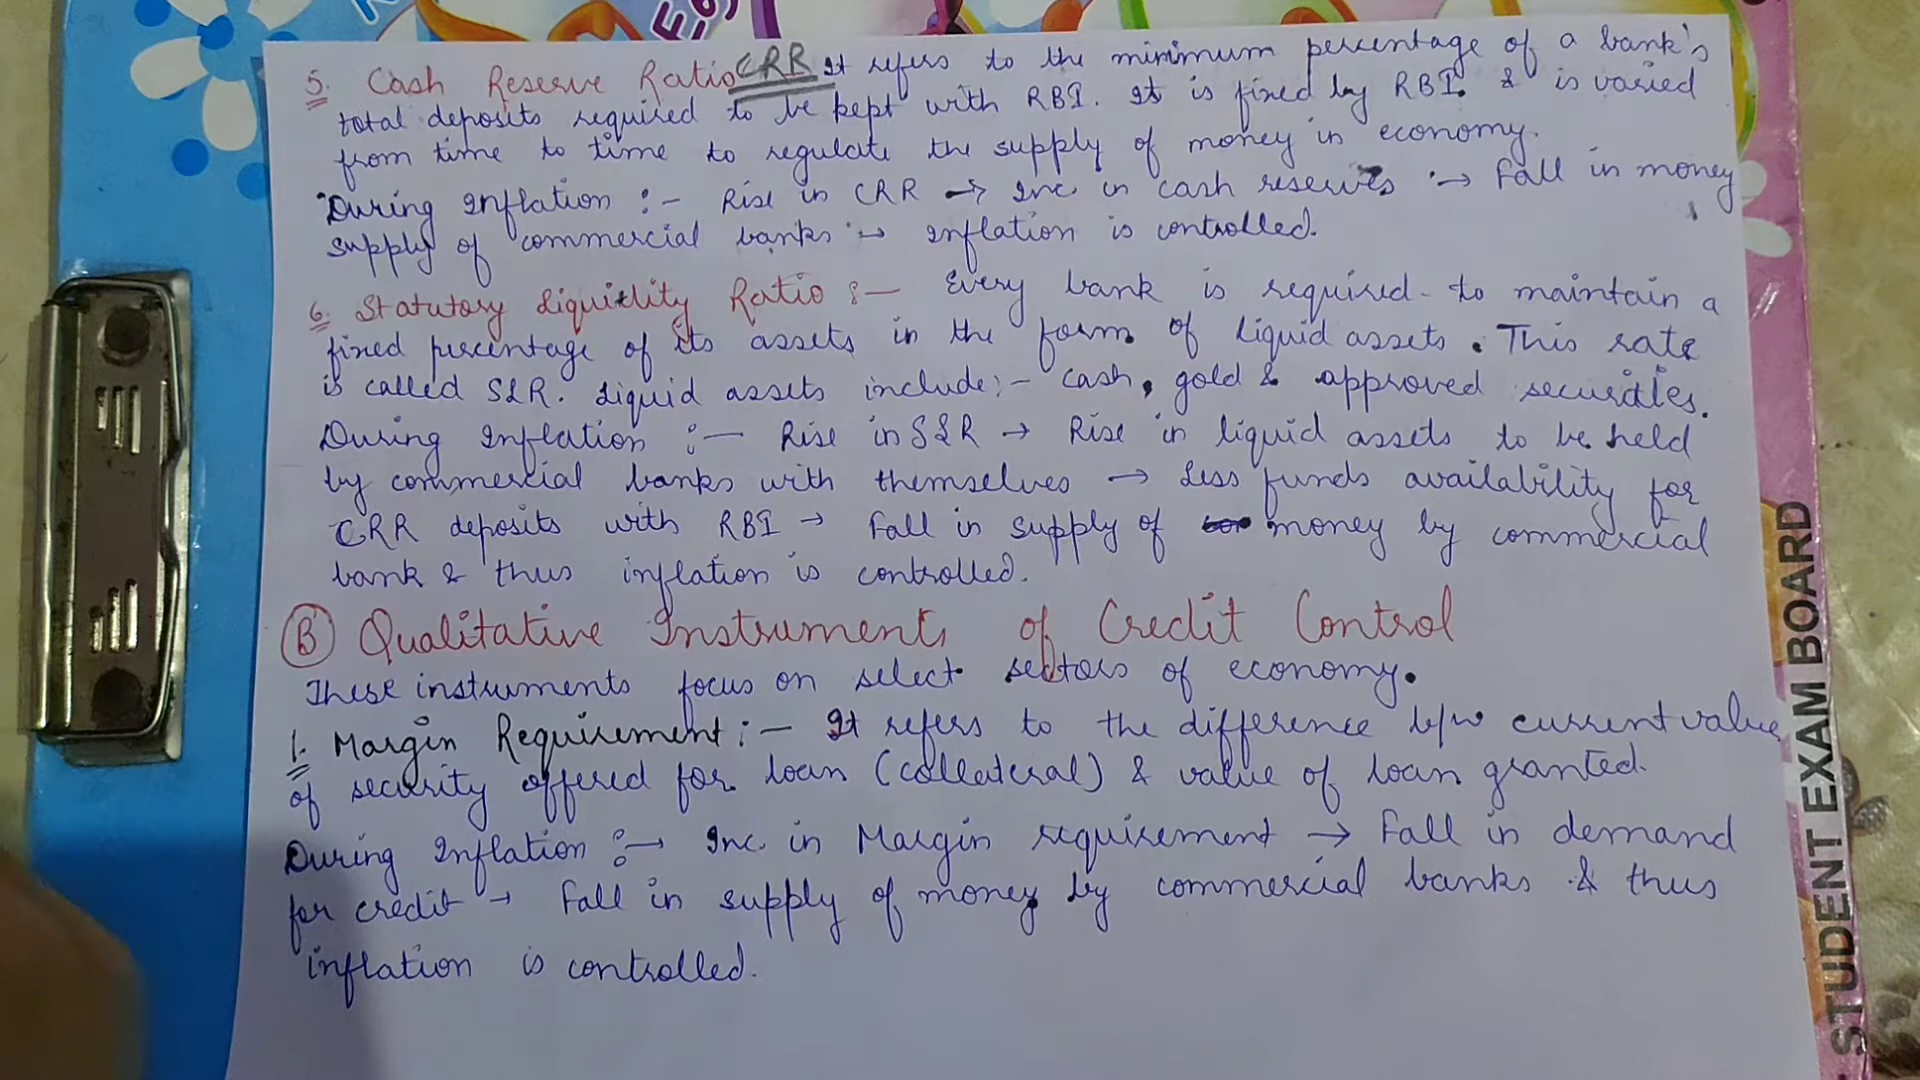 5. Cash Reserve Ratio CRR It refers to the minimum percentage of a bank's
total deposits required to be kept with RBI. It is fixed by RBI & is varied
from time to time to regulate the supply of money in economy.
During Inflation :- Rise in CRR → Inc in cash reserves → Fall in money
supply of commercial banks → Inflation is controlled.
6. Statutory Liquidity Ratio :- Every bank is required to maintain a
fixed percentage of its assets in the form of liquid assets. This rate
is called SLR. Liquid assets include:- cash, gold & approved securities.
During Inflation :- Rise in SLR → Rise in liquid assets to be held
by commercial banks with themselves → Less funds availability for
CRR deposits with RBI → Fall in supply of money by commercial
bank & thus inflation is controlled.
B Qualitative Instruments of Credit Control
These instruments focus on select sectors of economy.
1. Margin Requirement :- It refers to the difference b/w current value
of security offered for loan (collateral) & value of loan granted.
During Inflation :→ Inc. in Margin requirement → Fall in demand
for credit → Fall in supply of money by commercial banks & thus
inflation is controlled.
STUDENT EXAM BOARD